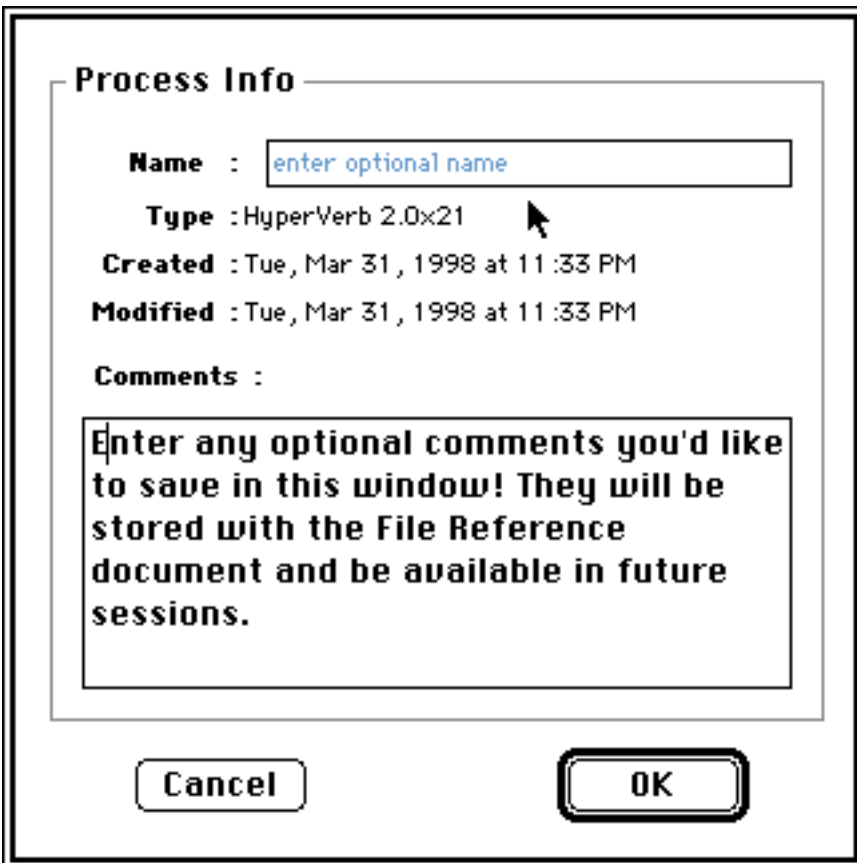 Process Info
Name : enter optional name
Type : HyperVerb 2.0x21
Created : Tue, Mar 31, 1998 at 11:33 PM
Modified : Tue, Mar 31, 1998 at 11:33 PM
Comments :
Enter any optional comments you'd like
to save in this window! They will be
stored with the File Reference
document and be available in future
sessions.
Cancel OK